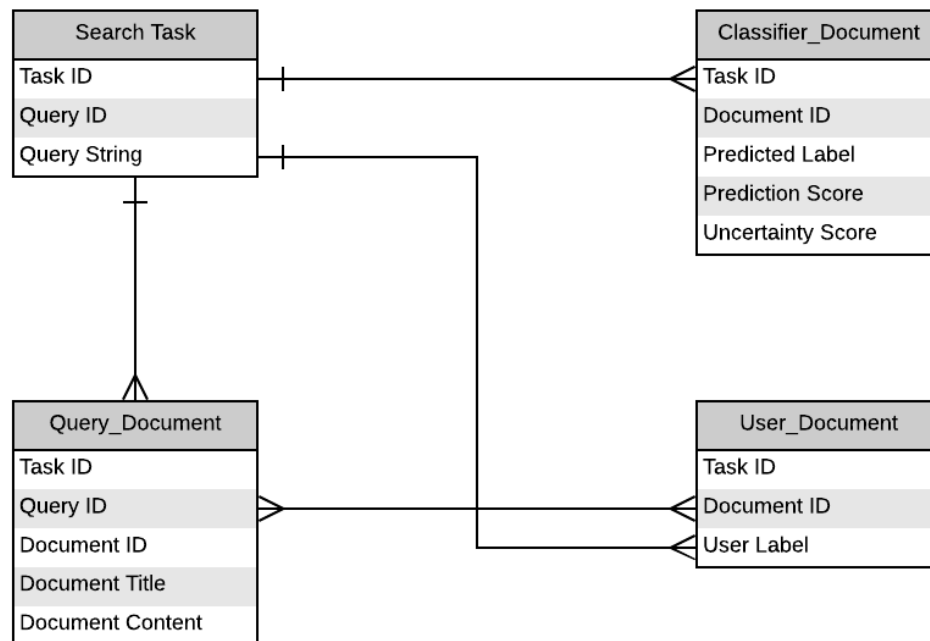 Search Task
Task ID
Query ID
Query String
Classifier_Document
Task ID
Document ID
Predicted Label
Prediction Score
Uncertainty Score
Query_Document
Task ID
Query ID
Document ID
Document Title
Document Content
User_Document
Task ID
Document ID
User Label